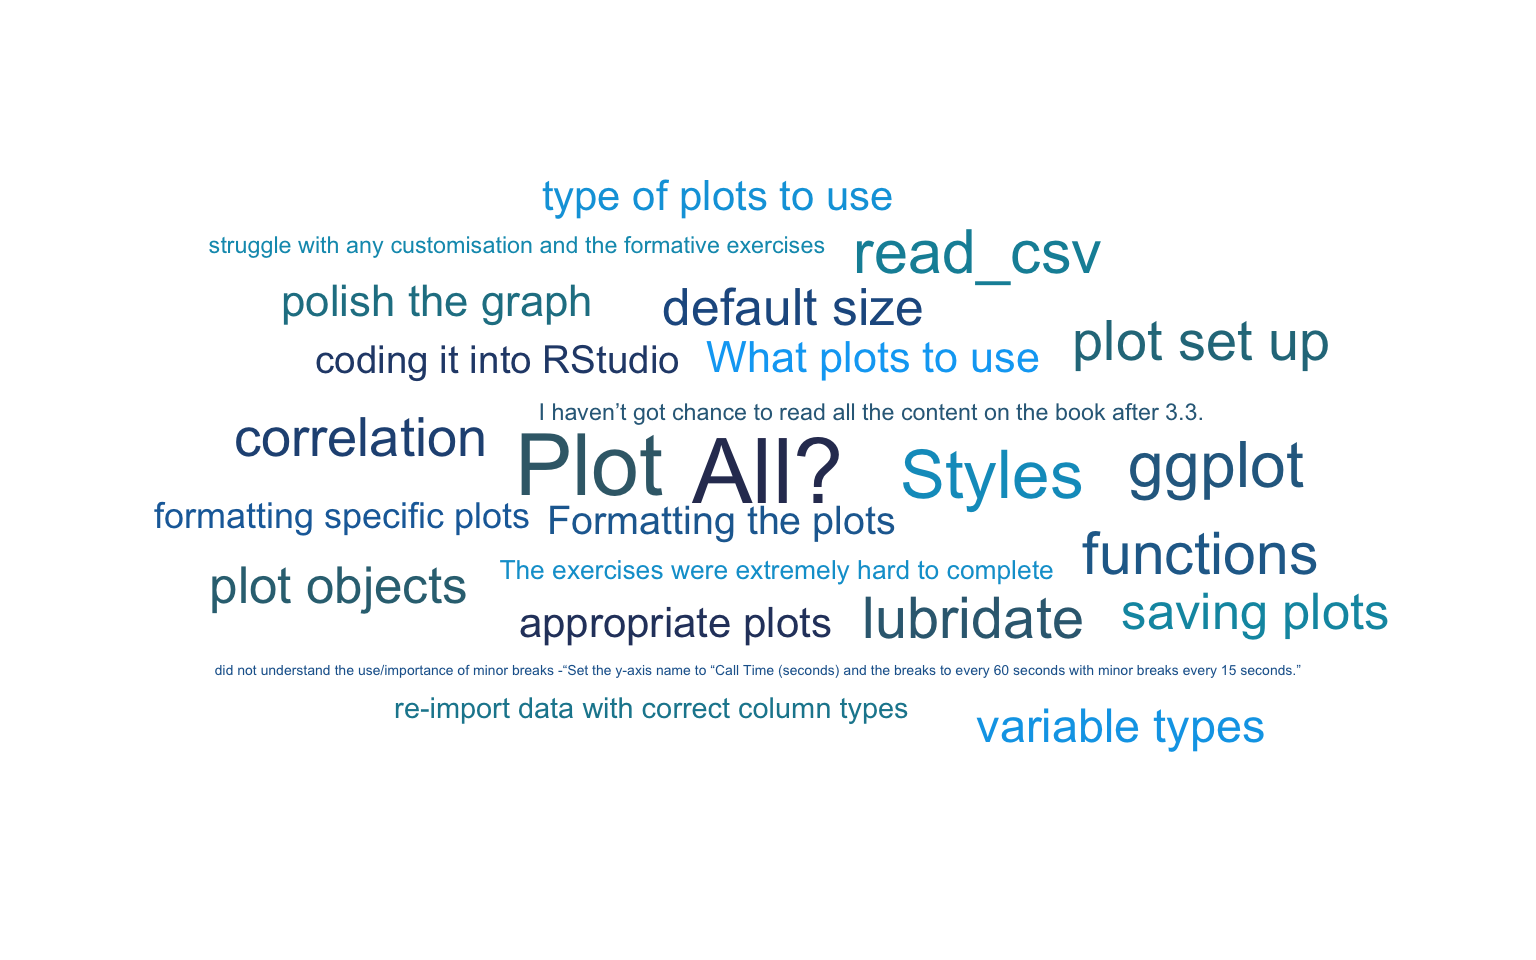 type of plots to use
struggle with any customisation and the formative exercises
read_csv
polish the graph
default size
plot set up
coding it into RStudio
What plots to use
I haven’t got chance to read all the content on the book after 3.3.
correlation
Plot
All?
Styles
ggplot
formatting specific plots
Formatting the plots
functions
The exercises were extremely hard to complete
plot objects
appropriate plots
lubridate
saving plots
did not understand the use/importance of minor breaks -“Set the y-axis name to “Call Time (seconds) and the breaks to every 60 seconds with minor breaks every 15 seconds.”
re-import data with correct column types
variable types